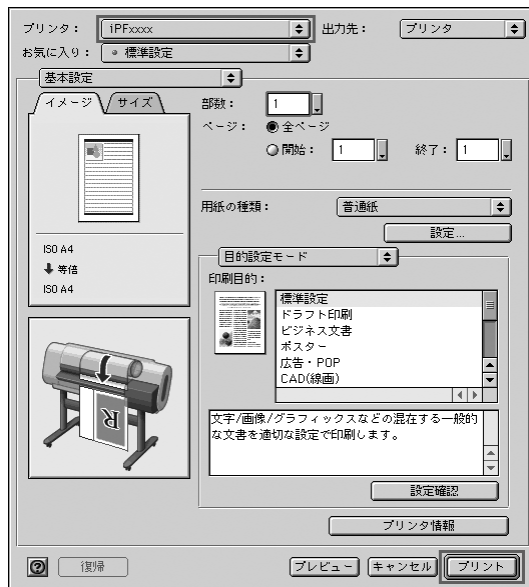 プリンタ： iPFxxxx 出力先： プリンタ
お気に入り： 標準設定
基本設定
イメージ サイズ
部数： 1
ページ： 全ページ
開始： 1 終了： 1
用紙の種類： 普通紙
設定...
ISO A4
等倍
ISO A4
目的設定モード
印刷目的：
標準設定
ドラフト印刷
ビジネス文書
ポスター
広告・POP
CAD(線画)
R
文字/画像/グラフィックスなどの混在する一般的
な文書を適切な設定で印刷します。
設定確認
プリンタ情報
? 復帰 プレビュー キャンセル プリント